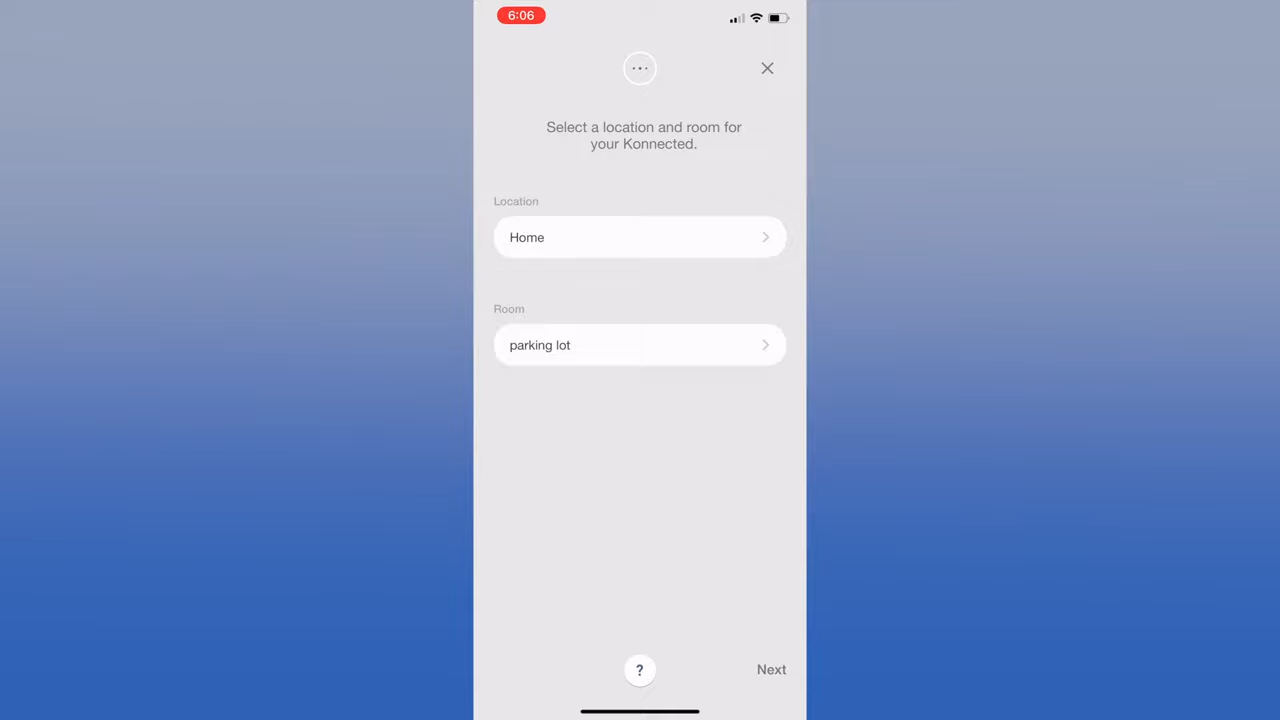 6:06
Select a location and room for
your Konnected.
Location
Home
Room
parking lot
?
Next